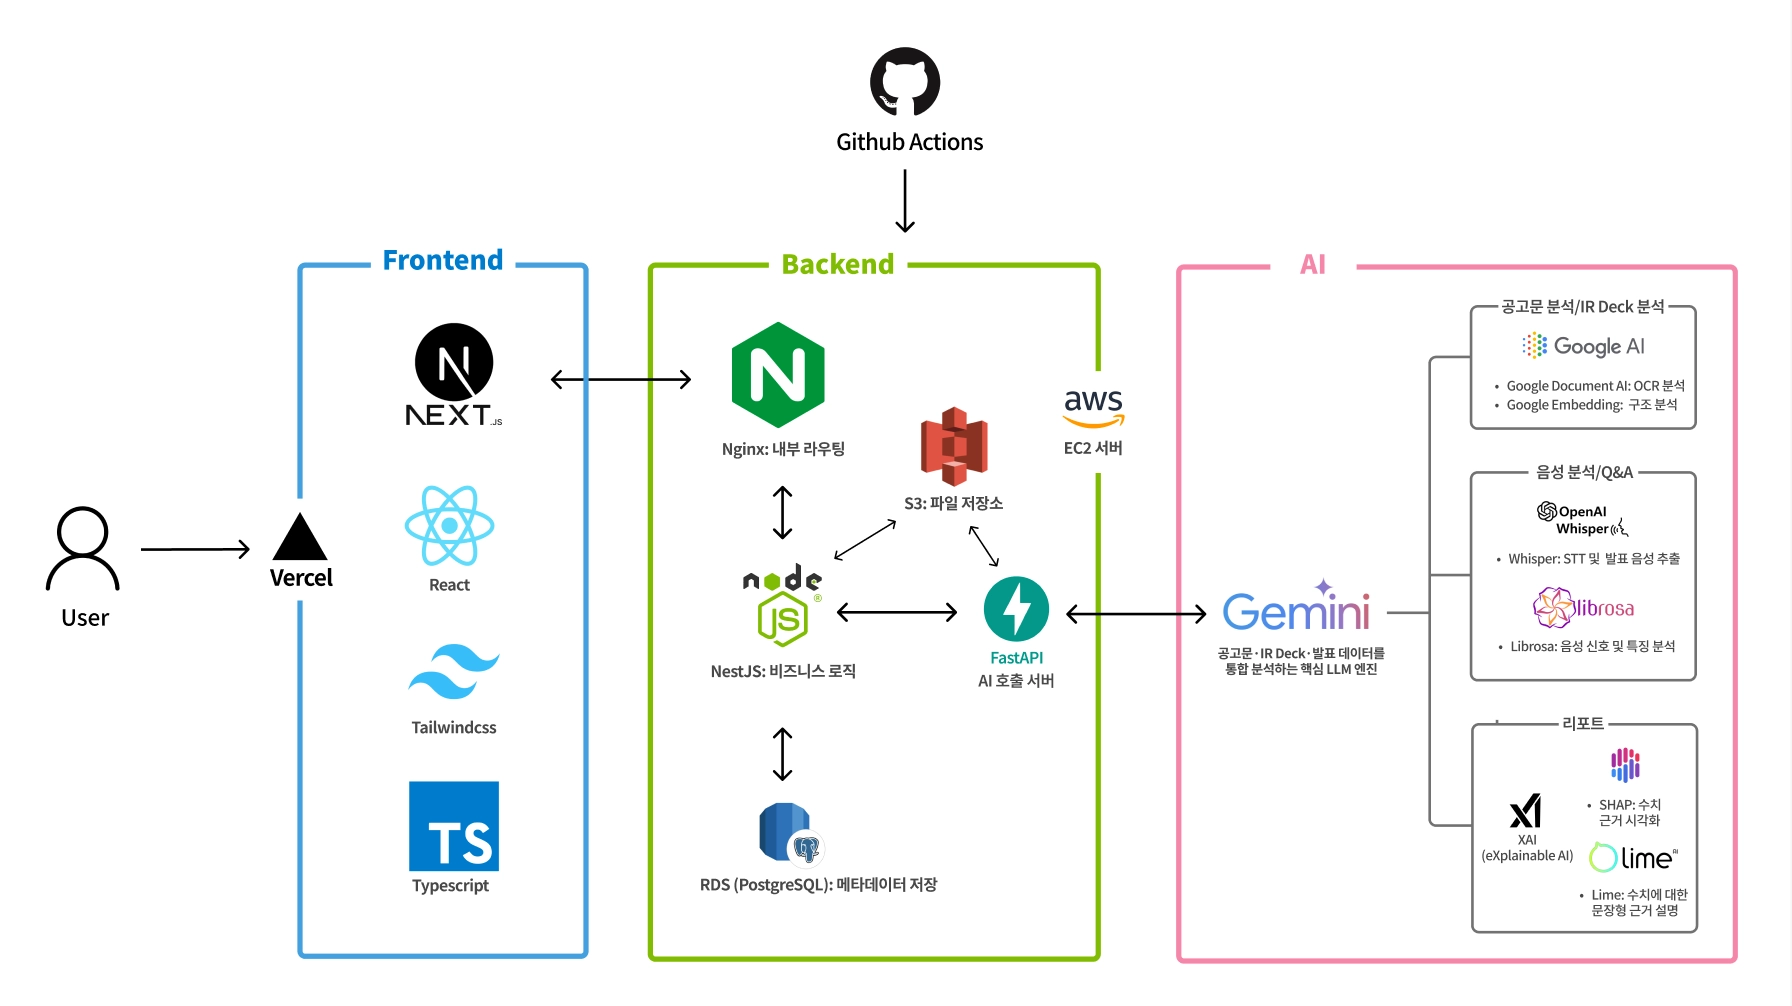 Github Actions
User
Vercel
Frontend
NEXT.JS
React
Tailwindcss
TS
Typescript
Backend
N
Nginx: 내부 라우팅
aws
EC2 서버
S3: 파일 저장소
node
JS
®
NestJS: 비즈니스 로직
FastAPI
AI 호출 서버
RDS (PostgreSQL): 메타데이터 저장
AI
Gemini
공고문·IR Deck·발표 데이터를
통합 분석하는 핵심 LLM 엔진
공고문 분석/IR Deck 분석
Google AI
• Google Document AI: OCR 분석
• Google Embedding: 구조 분석
음성 분석/Q&A
OpenAI
Whisper
• Whisper: STT 및 발표 음성 추출
librosa
• Librosa: 음성 신호 및 특징 분석
리포트
XAI
(eXplainable AI)
• SHAP: 수치
근거 시각화
lime AI
• Lime: 수치에 대한
문장형 근거 설명